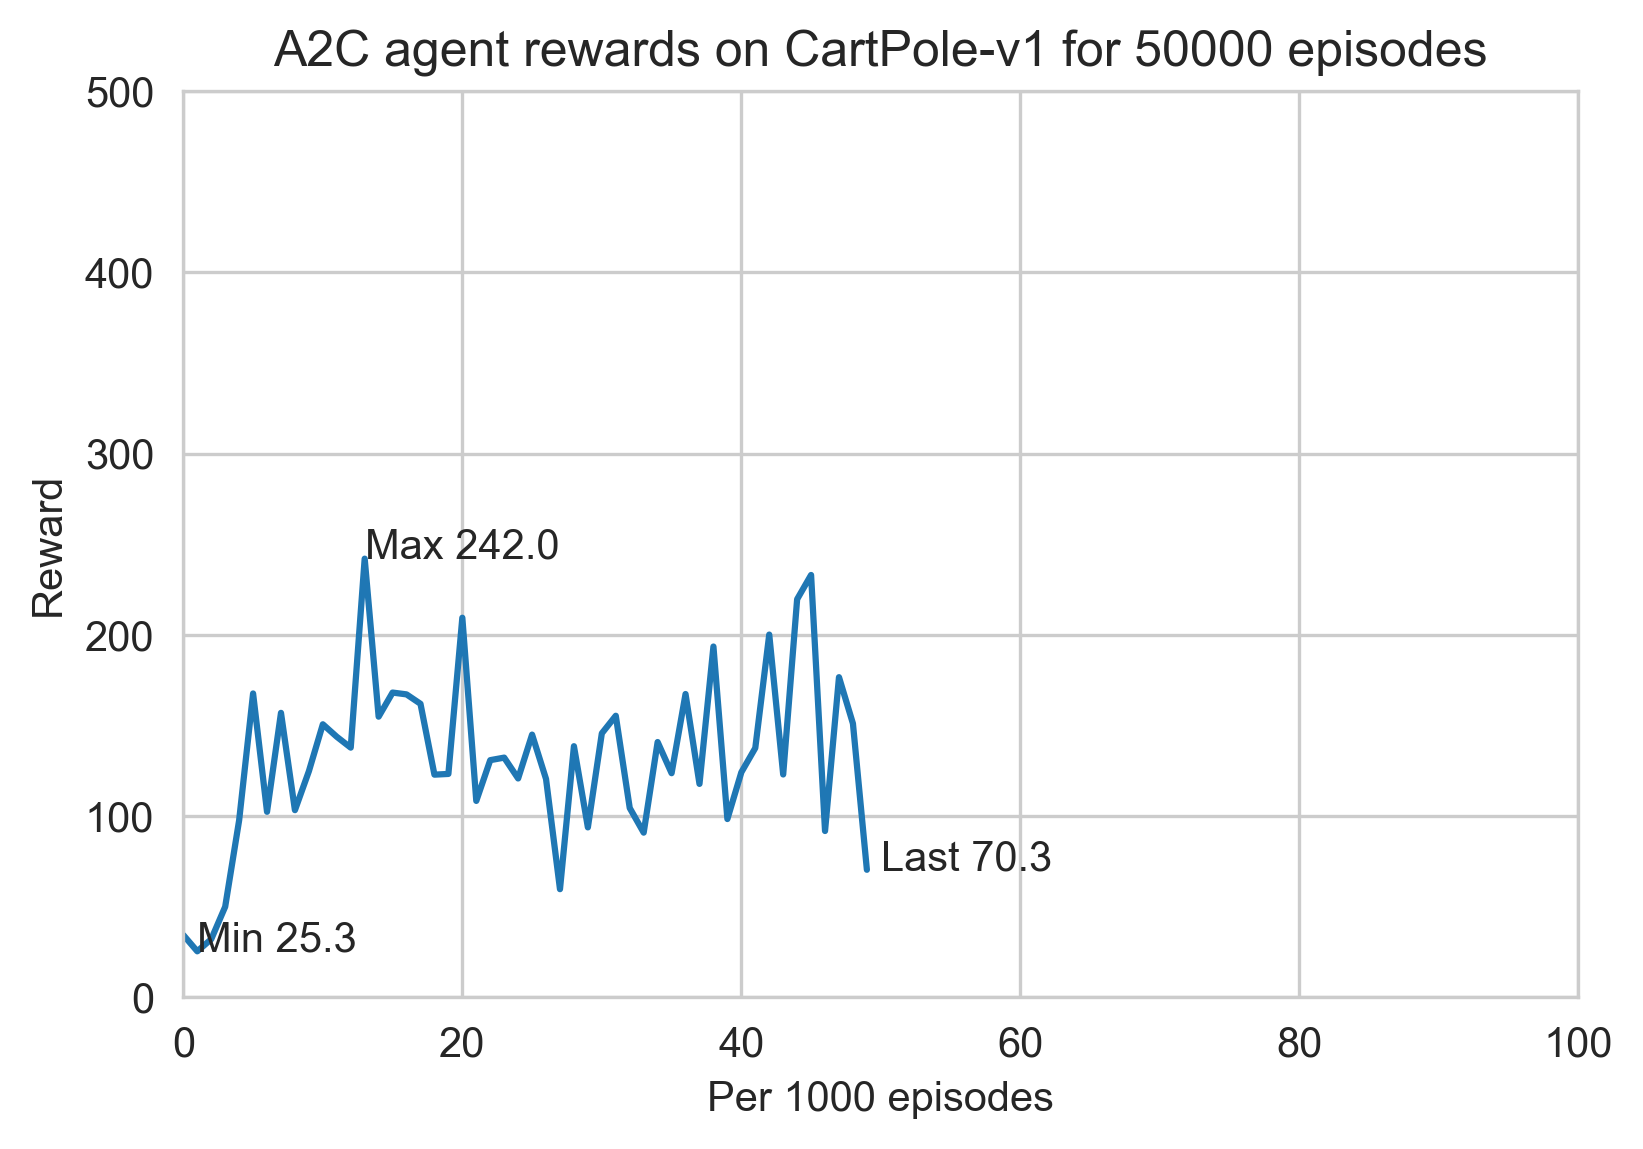 A2C agent rewards on CartPole-v1 for 50000 episodes
500
400
300
200
100
0
Reward
Max 242.0
Min 25.3
Last 70.3
0 20 40 60 80 100
Per 1000 episodes